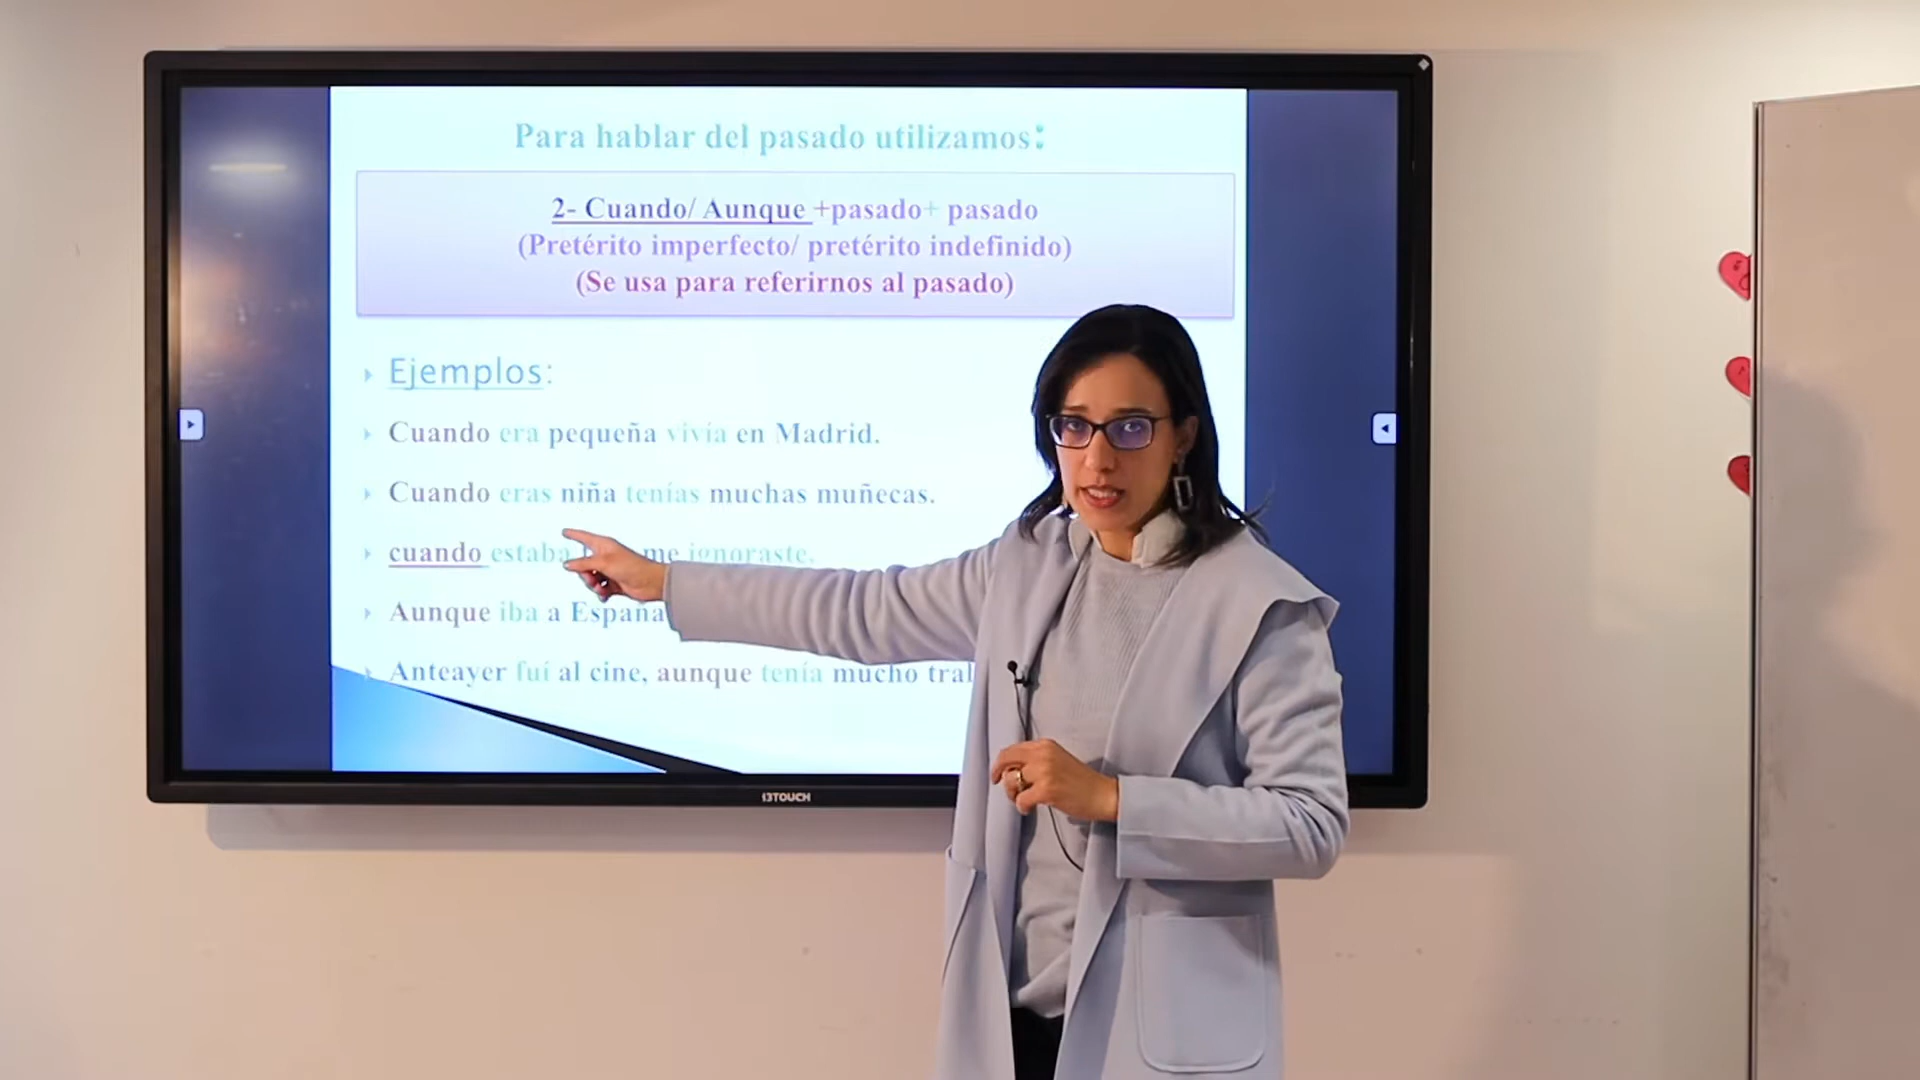 Para hablar del pasado utilizamos:
2- Cuando/ Aunque +pasado+ pasado
(Pretérito imperfecto/ pretérito indefinido)
(Se usa para referirnos al pasado)
Ejemplos:
Cuando era pequeña vivía en Madrid.
Cuando eras niña tenías muchas muñecas.
cuando estaba me ignoraste.
Aunque iba a España
Anteayer fuí al cine, aunque tenía mucho
i3TOUCH